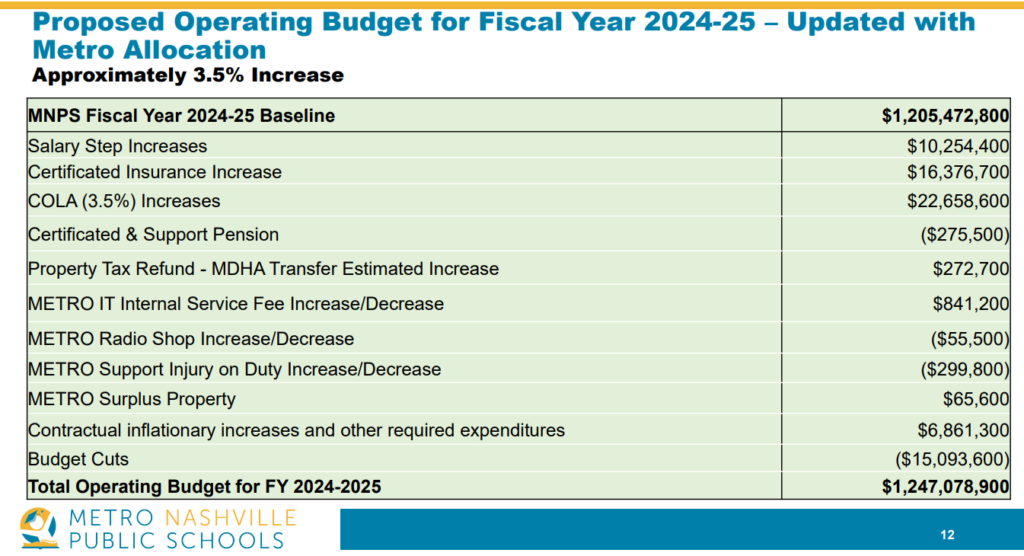 Proposed Operating Budget for Fiscal Year 2024-25 – Updated with
Metro Allocation
Approximately 3.5% Increase
MNPS Fiscal Year 2024-25 Baseline $1,205,472,800
Salary Step Increases $10,254,400
Certificated Insurance Increase $16,376,700
COLA (3.5%) Increases $22,658,600
Certificated & Support Pension ($275,500)
Property Tax Refund - MDHA Transfer Estimated Increase $272,700
METRO IT Internal Service Fee Increase/Decrease $841,200
METRO Radio Shop Increase/Decrease ($55,500)
METRO Support Injury on Duty Increase/Decrease ($299,800)
METRO Surplus Property $65,600
Contractual inflationary increases and other required expenditures $6,861,300
Budget Cuts ($15,093,600)
Total Operating Budget for FY 2024-2025 $1,247,078,900
METRO NASHVILLE
PUBLIC SCHOOLS
12